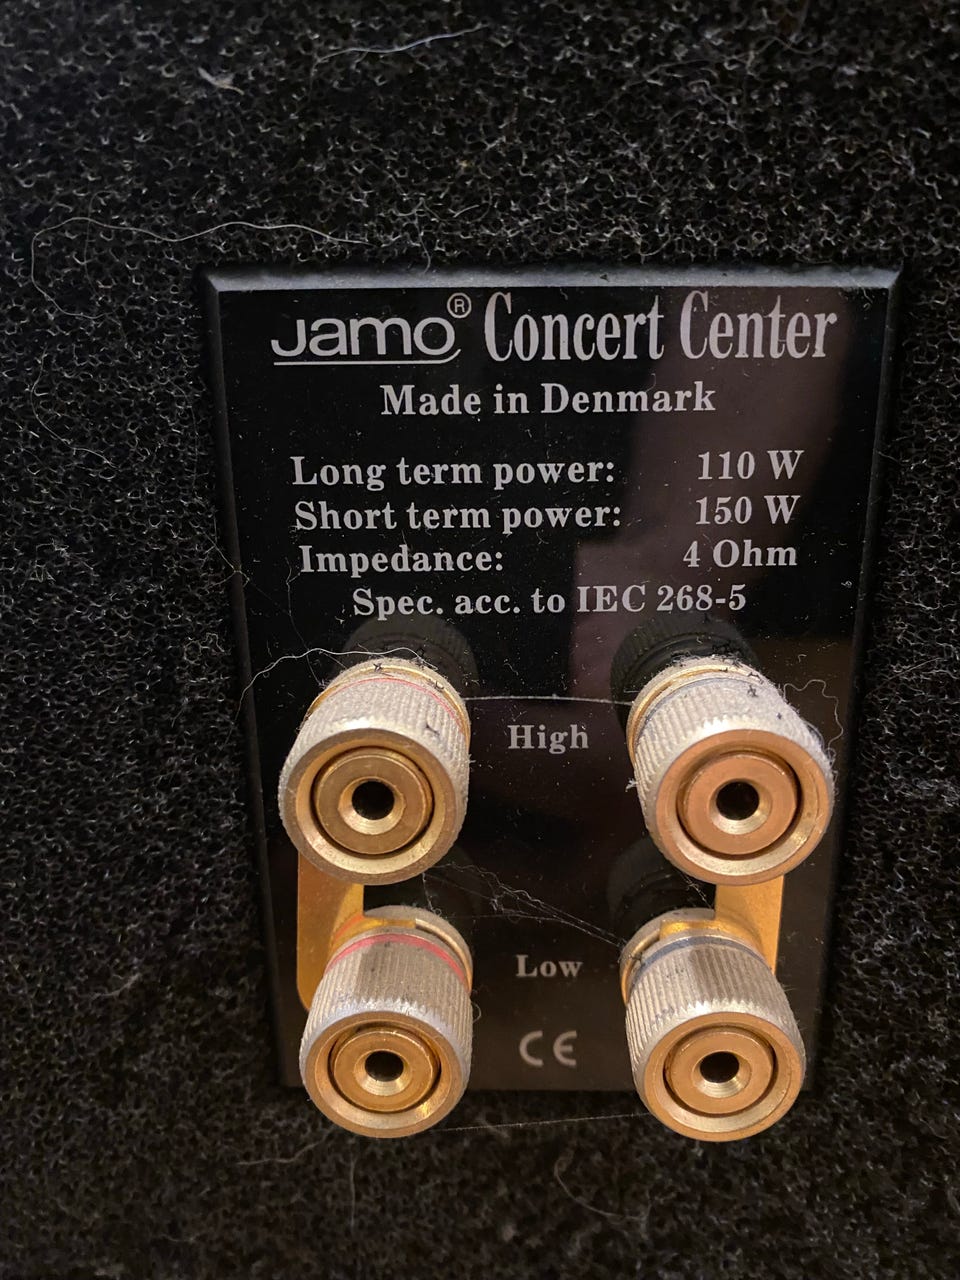 Jamo® Concert Center
Made in Denmark
Long term power: 110 W
Short term power: 150 W
Impedance: 4 Ohm
Spec. acc. to IEC 268-5
High
Low
CE